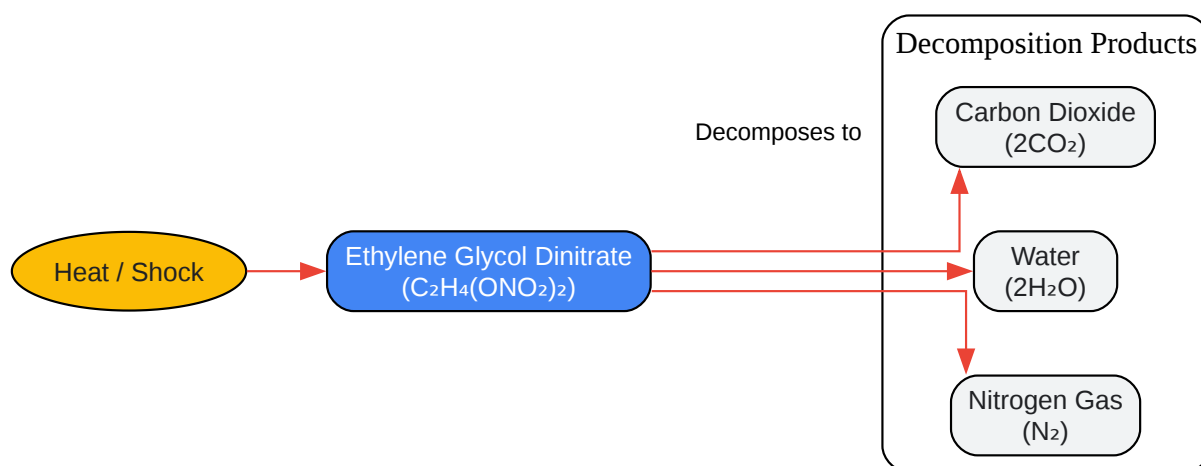 Decomposition Products
Decomposes to
Carbon Dioxide
(2CO₂)
Heat / Shock
Ethylene Glycol Dinitrate
(C₂H₄(ONO₂)₂)
Water
(2H₂O)
Nitrogen Gas
(N₂)